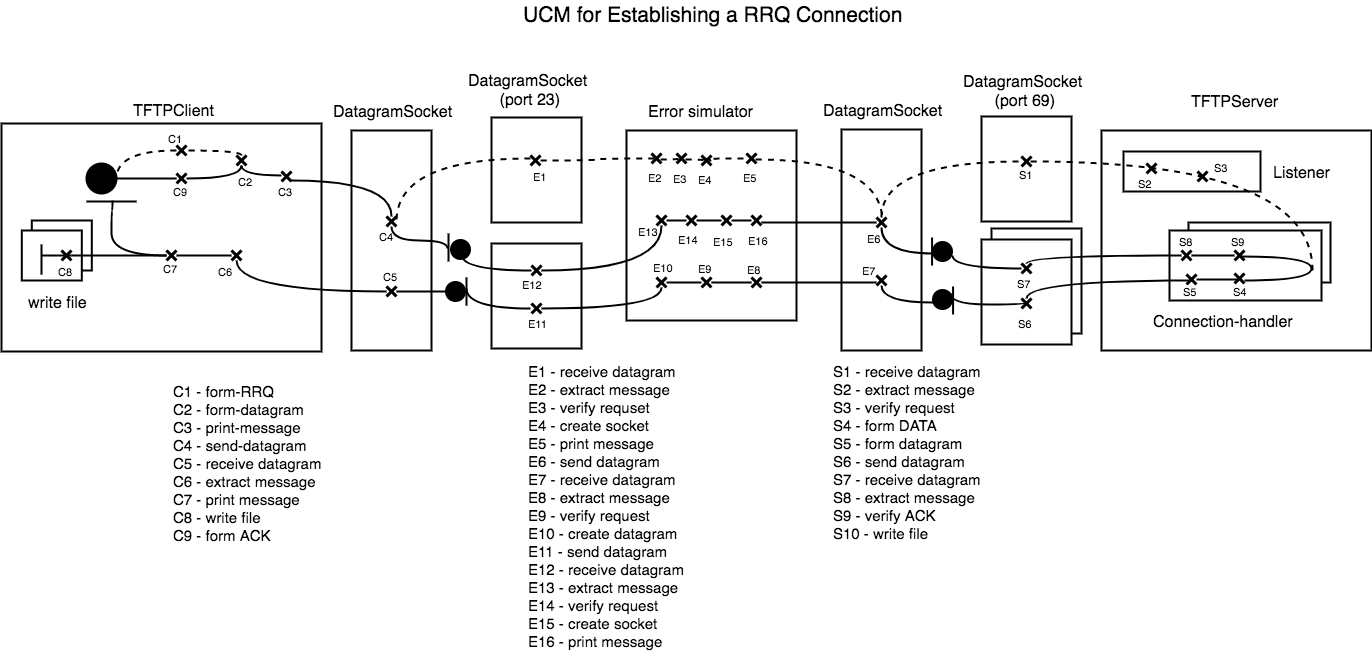 UCM for Establishing a RRQ Connection
TFTPClient
DatagramSocket
DatagramSocket
(port 23)
Error simulator
DatagramSocket
DatagramSocket
(port 69)
TFTPServer
C1
C9
C2
C3
C4
C5
C6
C7
C8
write file
E1
E12
E11
E2
E3
E4
E5
E13
E14
E15
E16
E10
E9
E8
E6
E7
S1
S7
S6
S2
S3
Listener
S8
S9
S5
S4
Connection-handler
C1 - form-RRQ
C2 - form-datagram
C3 - print-message
C4 - send-datagram
C5 - receive datagram
C6 - extract message
C7 - print message
C8 - write file
C9 - form ACK
E1 - receive datagram
E2 - extract message
E3 - verify requset
E4 - create socket
E5 - print message
E6 - send datagram
E7 - receive datagram
E8 - extract message
E9 - verify request
E10 - create datagram
E11 - send datagram
E12 - receive datagram
E13 - extract message
E14 - verify request
E15 - create socket
E16 - print message
S1 - receive datagram
S2 - extract message
S3 - verify request
S4 - form DATA
S5 - form datagram
S6 - send datagram
S7 - receive datagram
S8 - extract message
S9 - verify ACK
S10 - write file